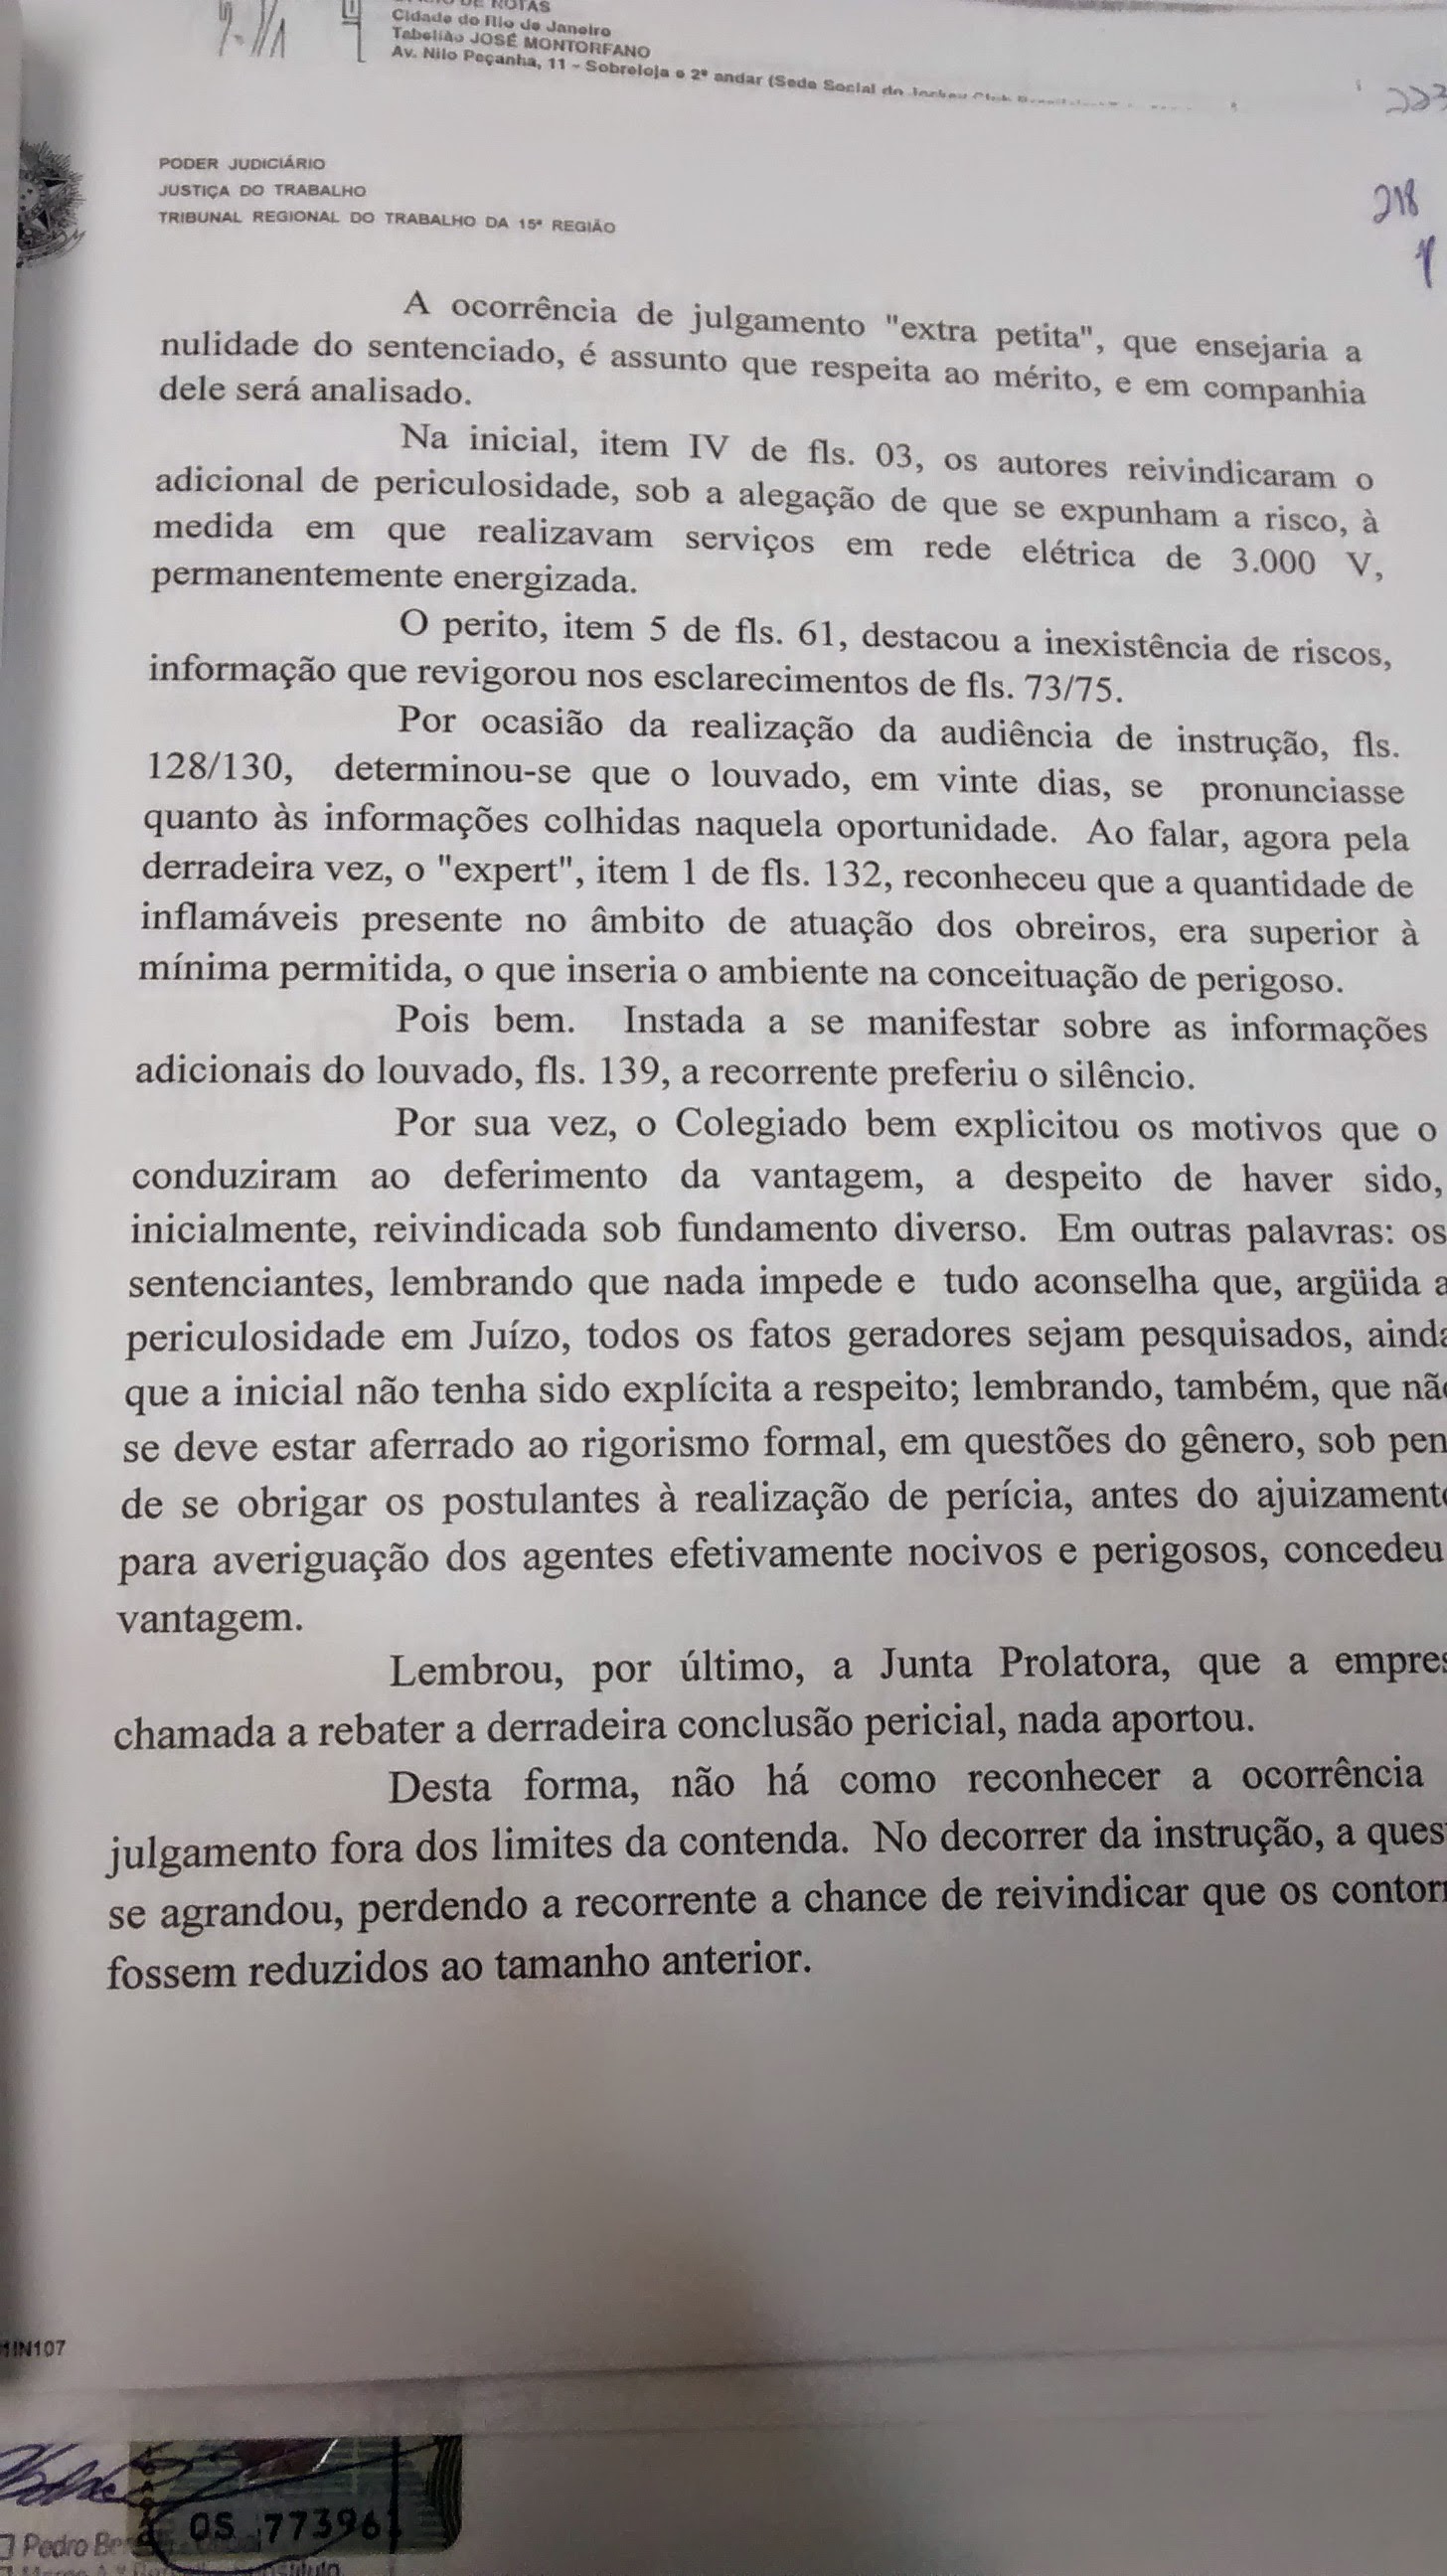 DE NOTAS
Cidade do Rio de Janeiro
Tabelião JOSÉ MONTORFANO
Av. Nilo Peçanha, 11 - Sobreloja e 2º andar (Sede Social do Jockey Club
223
PODER JUDICIÁRIO
JUSTIÇA DO TRABALHO
TRIBUNAL REGIONAL DO TRABALHO DA 15ª REGIÃO
218
A ocorrência de julgamento "extra petita", que ensejaria a
nulidade do sentenciado, é assunto que respeita ao mérito, e em companhia
dele será analisado.
Na inicial, item IV de fls. 03, os autores reivindicaram o
adicional de periculosidade, sob a alegação de que se expunham a risco, à
medida em que realizavam serviços em rede elétrica de 3.000 V,
permanentemente energizada.
O perito, item 5 de fls. 61, destacou a inexistência de riscos,
informação que revigorou nos esclarecimentos de fls. 73/75.
Por ocasião da realização da audiência de instrução, fls.
128/130, determinou-se que o louvado, em vinte dias, se pronunciasse
quanto às informações colhidas naquela oportunidade. Ao falar, agora pela
derradeira vez, o "expert", item 1 de fls. 132, reconheceu que a quantidade de
inflamáveis presente no âmbito de atuação dos obreiros, era superior à
mínima permitida, o que inseria o ambiente na conceituação de perigoso.
Pois bem. Instada a se manifestar sobre as informações
adicionais do louvado, fls. 139, a recorrente preferiu o silêncio.
Por sua vez, o Colegiado bem explicitou os motivos que o
conduziram ao deferimento da vantagem, a despeito de haver sido,
inicialmente, reivindicada sob fundamento diverso. Em outras palavras: os
sentenciantes, lembrando que nada impede e tudo aconselha que, argüida a
periculosidade em Juízo, todos os fatos geradores sejam pesquisados, ainda
que a inicial não tenha sido explícita a respeito; lembrando, também, que não
se deve estar aferrado ao rigorismo formal, em questões do gênero, sob pen
de se obrigar os postulantes à realização de perícia, antes do ajuizamento
para averiguação dos agentes efetivamente nocivos e perigosos, concedeu
vantagem.
Lembrou, por último, a Junta Prolatora, que a empres
chamada a rebater a derradeira conclusão pericial, nada aportou.
Desta forma, não há como reconhecer a ocorrência
julgamento fora dos limites da contenda. No decorrer da instrução, a ques
se agrandou, perdendo a recorrente a chance de reivindicar que os contor
fossem reduzidos ao tamanho anterior.
1IN107
OS 77396
Pedro Be